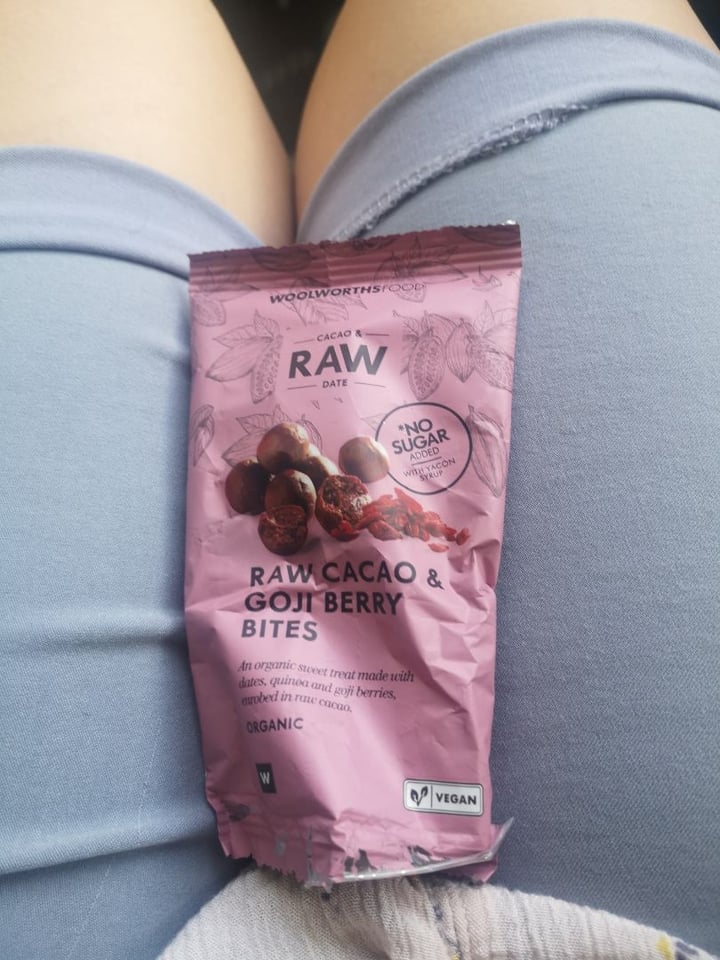 WOOLWORTHSFOOD
CACAO &
RAW
DATE
*NO
SUGAR
ADDED
WITH YACÓN
SYRUP
RAW CACAO &
GOJI BERRY
BITES
An organic sweet treat made with
dates, quinoa and goji berries,
enrobed in raw cacao.
ORGANIC
W
VEGAN